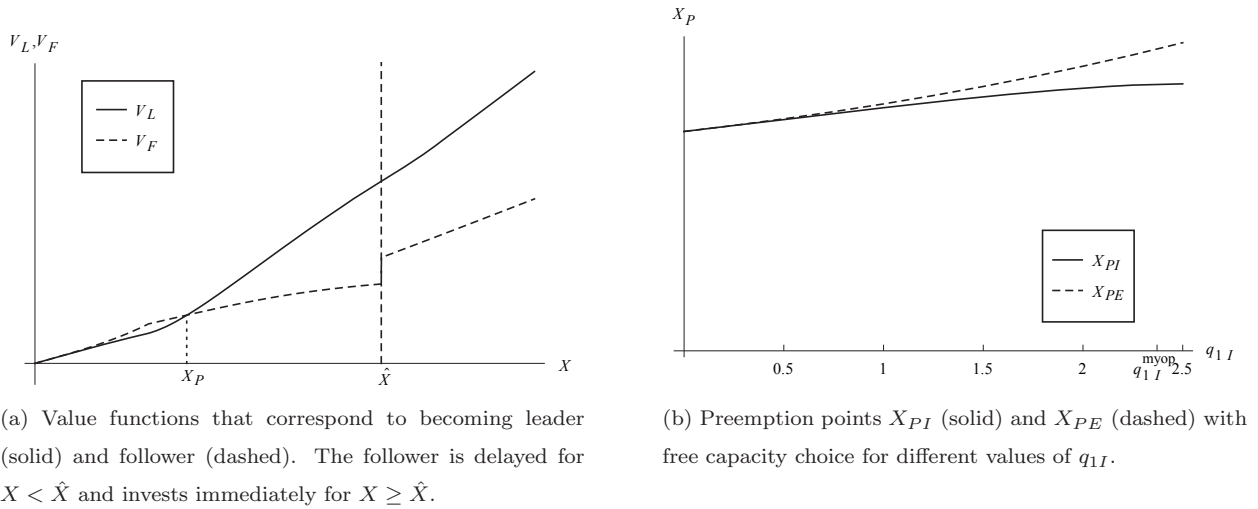 V_L,V_F
V_L
V_F
X_P
X̂
X
X_P
X_PI
X_PE
0.5 1 1.5 2 q_1I^myop 2.5
q_1I
(a) Value functions that correspond to becoming leader
(solid) and follower (dashed). The follower is delayed for
X < X̂ and invests immediately for X ≥ X̂.
(b) Preemption points X_PI (solid) and X_PE (dashed) with
free capacity choice for different values of q_1I.